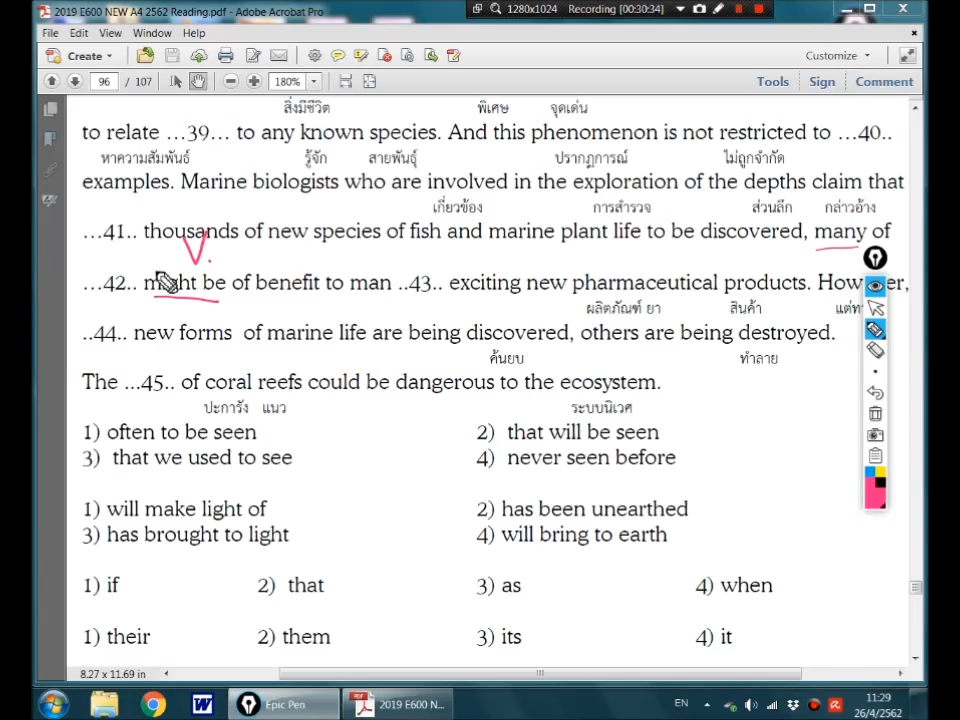 2019 E600 NEW A4 2562 Reading.pdf - Adobe Acrobat Pro
1280x1024 Recording [00:30:34]
File Edit View Window Help
Create Customize
96 / 107 180% Tools Sign Comment
สิ่งมีชีวิต พิเศษ จุดเด่น
to relate …39… to any known species. And this phenomenon is not restricted to …40..
หาความสัมพันธ์ รู้จัก สายพันธุ์ ปรากฏการณ์ ไม่ถูกจำกัด
examples. Marine biologists who are involved in the exploration of the depths claim that
เกี่ยวข้อง การสำรวจ ส่วนลึก กล่าวอ้าง
…41.. thousands of new species of fish and marine plant life to be discovered, many of
V.
…42.. might be of benefit to man ..43.. exciting new pharmaceutical products. However,
ผลิตภัณฑ์ ยา สินค้า
..44.. new forms of marine life are being discovered, others are being destroyed.
ค้นยบ ทำลาย
The …45.. of coral reefs could be dangerous to the ecosystem.
ปะการัง แนว ระบบนิเวศ
1) often to be seen 2) that will be seen
3) that we used to see 4) never seen before
1) will make light of 2) has been unearthed
3) has brought to light 4) will bring to earth
1) if 2) that 3) as 4) when
1) their 2) them 3) its 4) it
8.27 x 11.69 in
Epic Pen 2019 E600 N... EN 11:29
26/4/2562